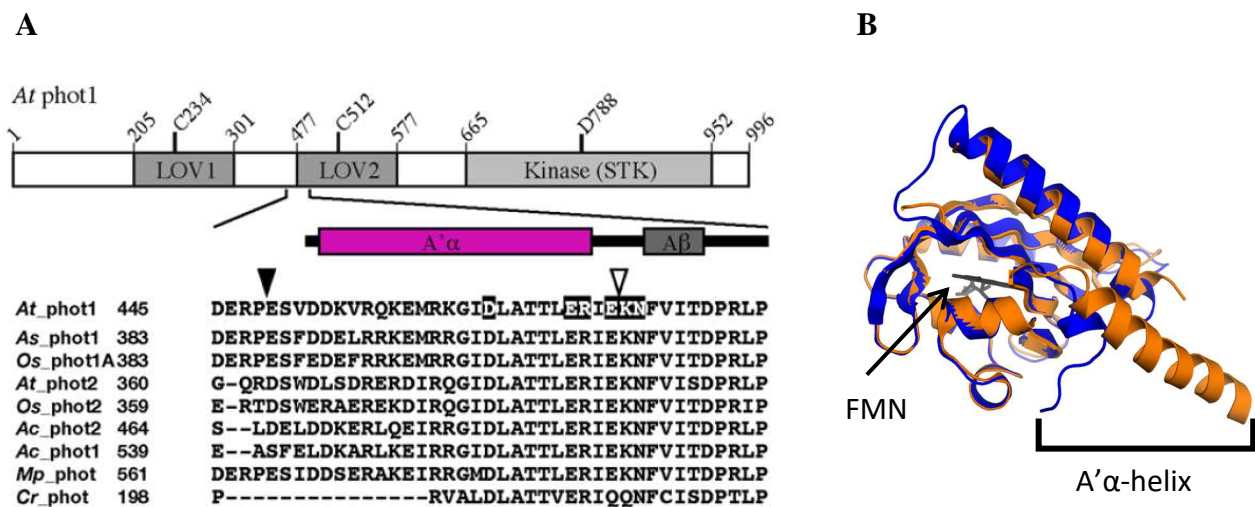 A
B
At phot1
1 205 C234 301 477 C512 577 665 D788 952 996
LOV1 LOV2 Kinase (STK)
A'α Aβ
At_phot1 445 DERPESVDDKVRQKEMRKGIDLATTLERIEKNFVITDPRLP
As_phot1 383 DERPESFDDELRRKEMRRGIDLATTLERIEKNFVITDPRLP
Os_phot1A 383 DERPESFEDEFRRKEMRRGIDLATTLERIEKNFVITDPRLP
At_phot2 360 G-QRDSWDLSDRERDIRQGIDLATTLERIEKNFVISDPRLP
Os_phot2 359 E-RTDSWERAEREKDIRQGIDLATTLERIEKNFVITDPRIP
Ac_phot2 464 S--LDELDDKERLQEIRRGIDLATTLERIEKNFVITDPRLP
Ac_phot1 539 E--ASFELDKARLKEIRRGIDLATTLERIEKNFVITDPRLP
Mp_phot 561 DERPESIDDSERAKEIRRGMDLATTLERIEKNFVITDPRLP
Cr_phot 198 P----------------RVALDLATTVERIQQNFCISDPTLP
FMN
A'α-helix